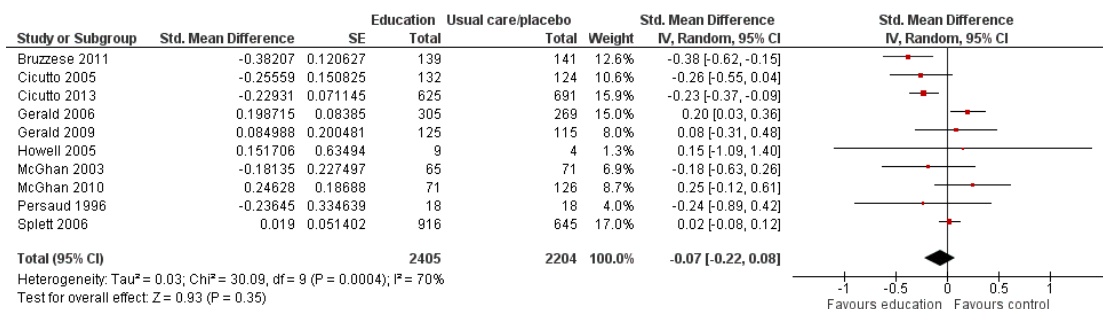 Education Usual care/placebo Std. Mean Difference Std. Mean Difference
Study or Subgroup Std. Mean Difference SE Total Total Weight IV, Random, 95% CI IV, Random, 95% CI
Bruzzese 2011 -0.38207 0.120627 139 141 12.6% -0.38 [-0.62, -0.15]
Cicutto 2005 -0.25559 0.150825 132 124 10.6% -0.26 [-0.55, 0.04]
Cicutto 2013 -0.22931 0.071145 625 691 15.9% -0.23 [-0.37, -0.09]
Gerald 2006 0.198715 0.08385 305 269 15.0% 0.20 [0.03, 0.36]
Gerald 2009 0.084988 0.200481 125 115 8.0% 0.08 [-0.31, 0.48]
Howell 2005 0.151706 0.63494 9 4 1.3% 0.15 [-1.09, 1.40]
McGhan 2003 -0.18135 0.227497 65 71 6.9% -0.18 [-0.63, 0.26]
McGhan 2010 0.24628 0.18688 71 126 8.7% 0.25 [-0.12, 0.61]
Persaud 1996 -0.23645 0.334639 18 18 4.0% -0.24 [-0.89, 0.42]
Splett 2006 0.019 0.051402 916 645 17.0% 0.02 [-0.08, 0.12]
Total (95% CI) 2405 2204 100.0% -0.07 [-0.22, 0.08]
Heterogeneity: Tau² = 0.03; Chi² = 30.09, df = 9 (P = 0.0004); I² = 70%
Test for overall effect: Z = 0.93 (P = 0.35)
-1 -0.5 0 0.5 1
Favours education Favours control